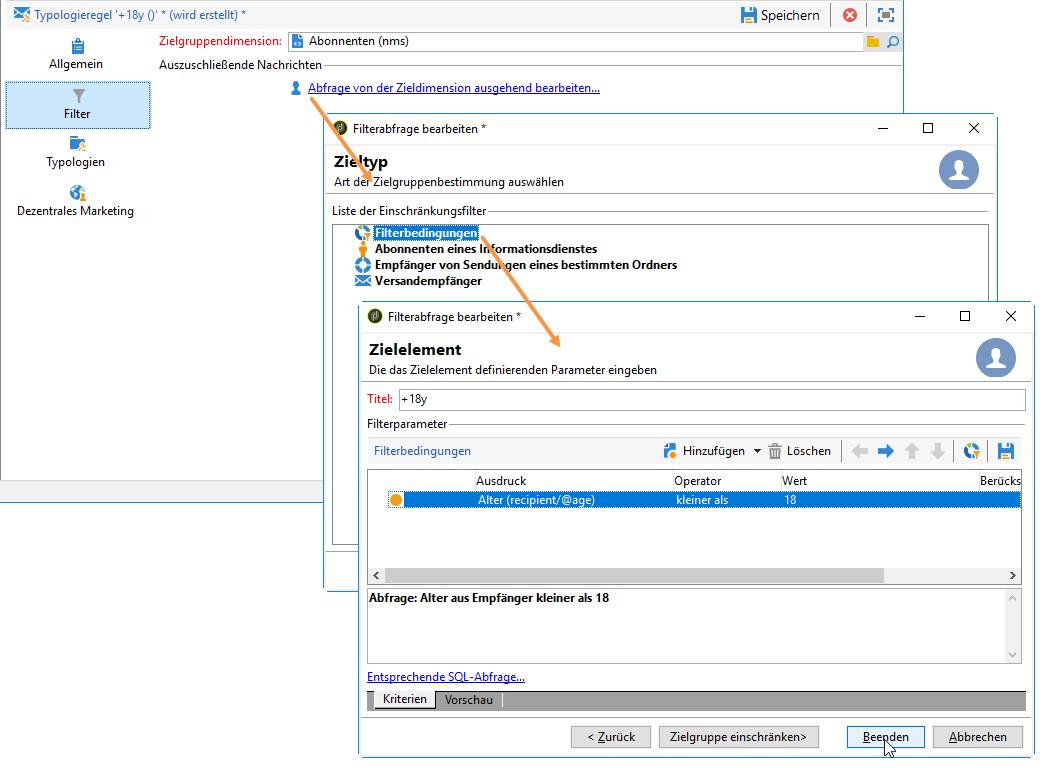 Typologieregel '+18y ()' * (wird erstellt) *
Speichern
Allgemein
Filter
Typologien
Dezentrales Marketing
Zielgruppendimension:
Abonnenten (nms)
Auszuschließende Nachrichten
Abfrage von der Zieldimension ausgehend bearbeiten...
Filterabfrage bearbeiten *
Zieltyp
Art der Zielgruppenbestimmung auswählen
Liste der Einschränkungsfilter
Filterbedingungen
Abonnenten eines Informationsdienstes
Empfänger von Sendungen eines bestimmten Ordners
Versandempfänger
Filterabfrage bearbeiten *
Zielelement
Die das Zielelement definierenden Parameter eingeben
Titel: +18y
Filterparameter
Filterbedingungen Hinzufügen Löschen
Ausdruck Operator Wert Berücks
Alter (recipient/@age) kleiner als 18
Abfrage: Alter aus Empfänger kleiner als 18
Entsprechende SQL-Abfrage...
Kriterien Vorschau
< Zurück Zielgruppe einschränken> Beenden Abbrechen